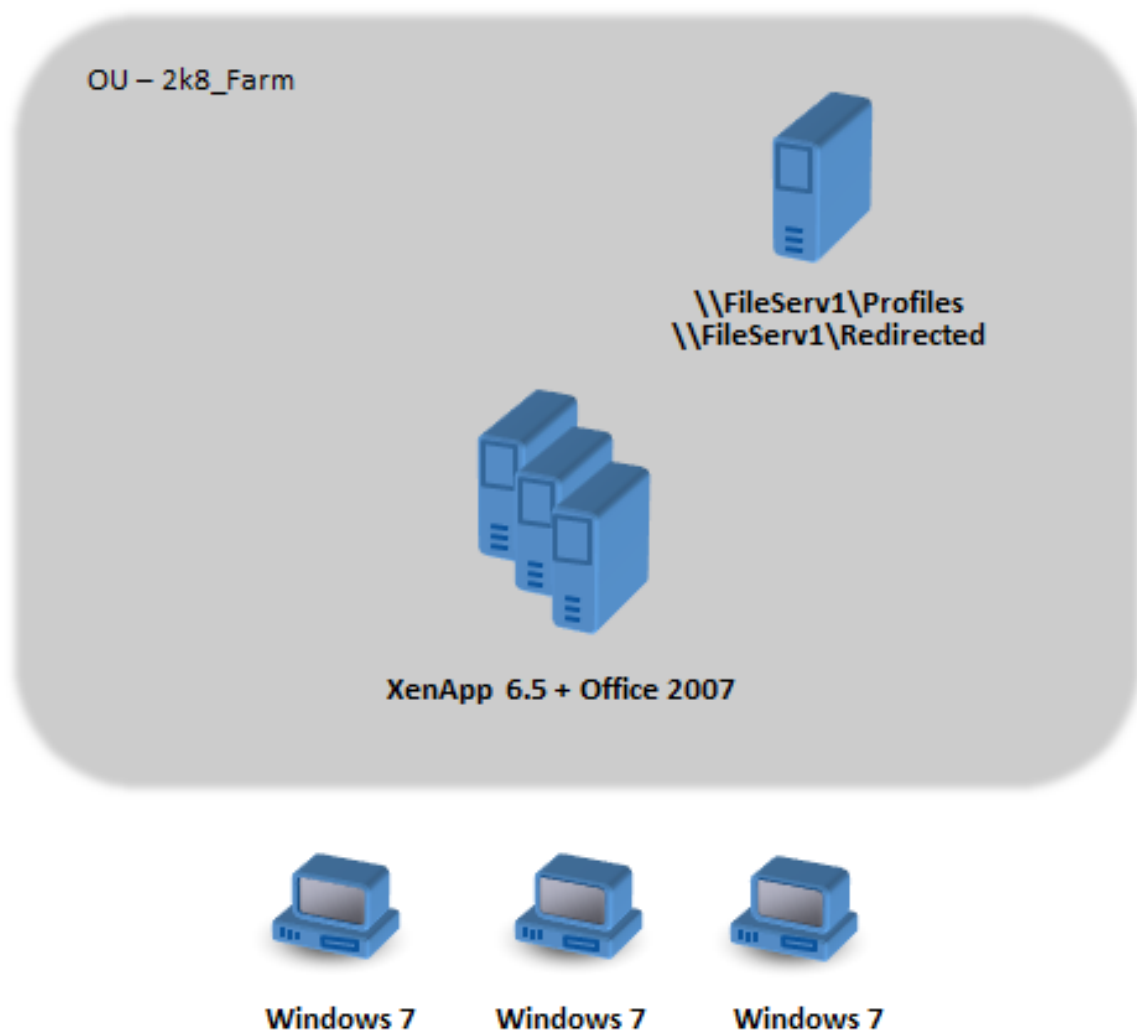 OU – 2k8_Farm
\\FileServ1\Profiles
\\FileServ1\Redirected
XenApp 6.5 + Office 2007
Windows 7
Windows 7
Windows 7